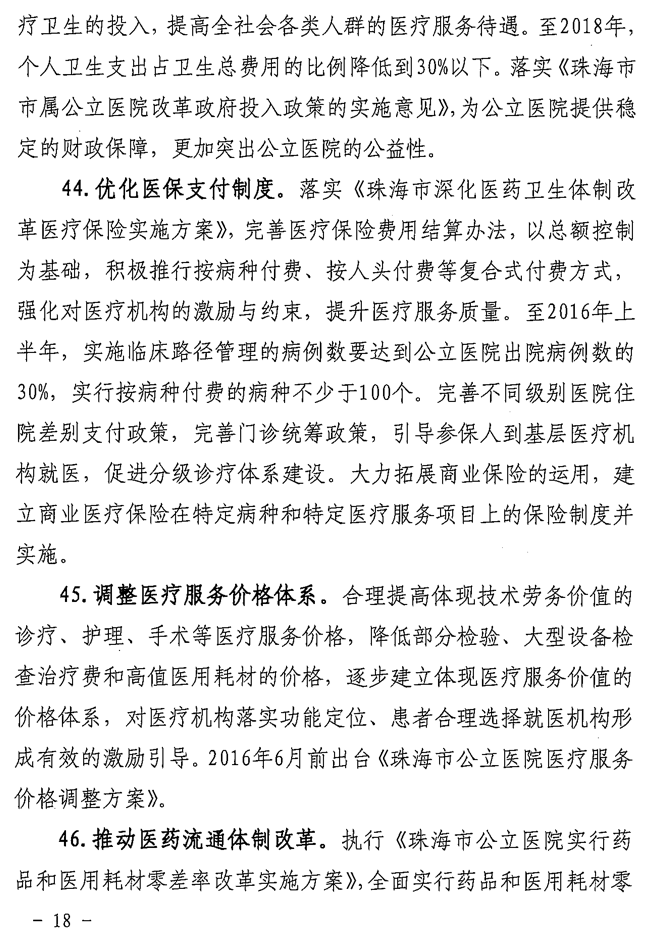 疗卫生的投入，提高全社会各类人群的医疗服务待遇。至2018年，
个人卫生支出占卫生总费用的比例降低到30%以下。落实《珠海市
市属公立医院改革政府投入政策的实施意见》，为公立医院提供稳
定的财政保障，更加突出公立医院的公益性。
44. 优化医保支付制度。落实《珠海市深化医药卫生体制改
革医疗保险实施方案》，完善医疗保险费用结算办法，以总额控制
为基础，积极推行按病种付费、按人头付费等复合式付费方式，
强化对医疗机构的激励与约束，提升医疗服务质量。至2016年上
半年，实施临床路径管理的病例数要达到公立医院出院病例数的
30%，实行按病种付费的病种不少于100个。完善不同级别医院住
院差别支付政策，完善门诊统筹政策，引导参保人到基层医疗机
构就医，促进分级诊疗体系建设。大力拓展商业保险的运用，建
立商业医疗保险在特定病种和特定医疗服务项目上的保险制度并
实施。
45. 调整医疗服务价格体系。合理提高体现技术劳务价值的
诊疗、护理、手术等医疗服务价格，降低部分检验、大型设备检
查治疗费和高值医用耗材的价格，逐步建立体现医疗服务价值的
价格体系，对医疗机构落实功能定位、患者合理选择就医机构形
成有效的激励引导。2016年6月前出台《珠海市公立医院医疗服务
价格调整方案》。
46. 推动医药流通体制改革。执行《珠海市公立医院实行药
品和医用耗材零差率改革实施方案》，全面实行药品和医用耗材零
- 18 -